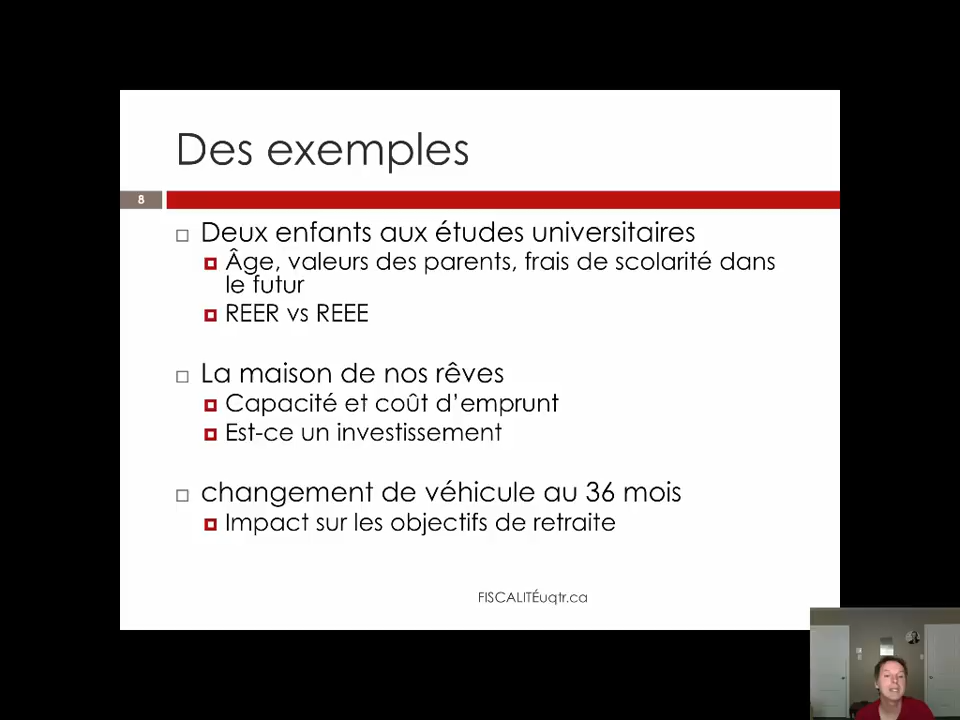 Des exemples
8
Deux enfants aux études universitaires
Âge, valeurs des parents, frais de scolarité dans
le futur
REER vs REEE
La maison de nos rêves
Capacité et coût d’emprunt
Est-ce un investissement
changement de véhicule au 36 mois
Impact sur les objectifs de retraite
FISCALITÉuqtr.ca